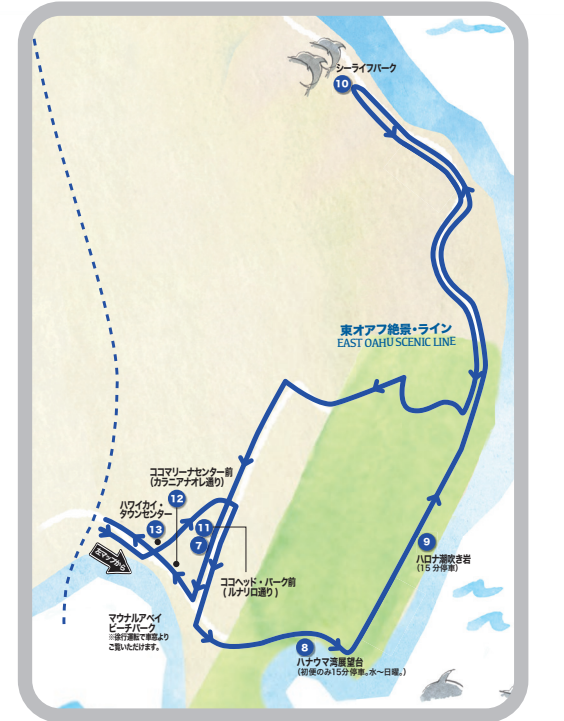 シーライフパーク
10
東オアフ絶景・ライン
EAST OAHU SCENIC LINE
ココマリーナセンター前
(カラニアナオレ通り)
12
ハワイカイ・
タウンセンター
13
11
7
左マップから
9
ハロナ潮吹き岩
(15分停車)
ココヘッド・パーク前
(ルナリロ通り)
マウナルアベイ
ビーチパーク
※徐行運転で車窓より
ご覧いただけます。
8
ハナウマ湾展望台
(初便のみ15分停車。水〜日曜。)